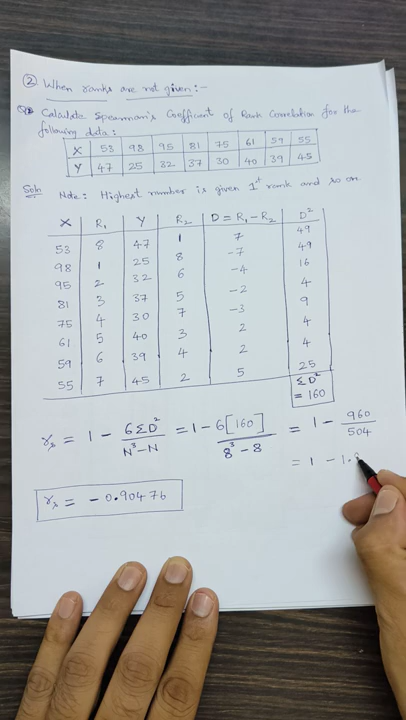 ② When ranks are not given:-
Q Calculate Spearman's Coefficient of Rank Correlation for the
following data:
X 53 98 95 81 75 61 59 55
Y 47 25 32 37 30 40 39 45
Soln Note: Highest number is given 1st rank and so on
X R₁ Y R₂ D = R₁ - R₂ D²
53 8 47 1 7 49
98 1 25 8 -7 49
95 2 32 6 -4 16
81 3 37 5 -2 4
75 4 30 7 -3 9
61 5 40 3 2 4
59 6 39 4 2 4
55 7 45 2 5 25
ΣD²
= 160
r_s = 1 - 6ΣD²/N³-N = 1 - 6[160]/8³-8 = 1 - 960/504
= 1 - 1.
r_s = -0.90476